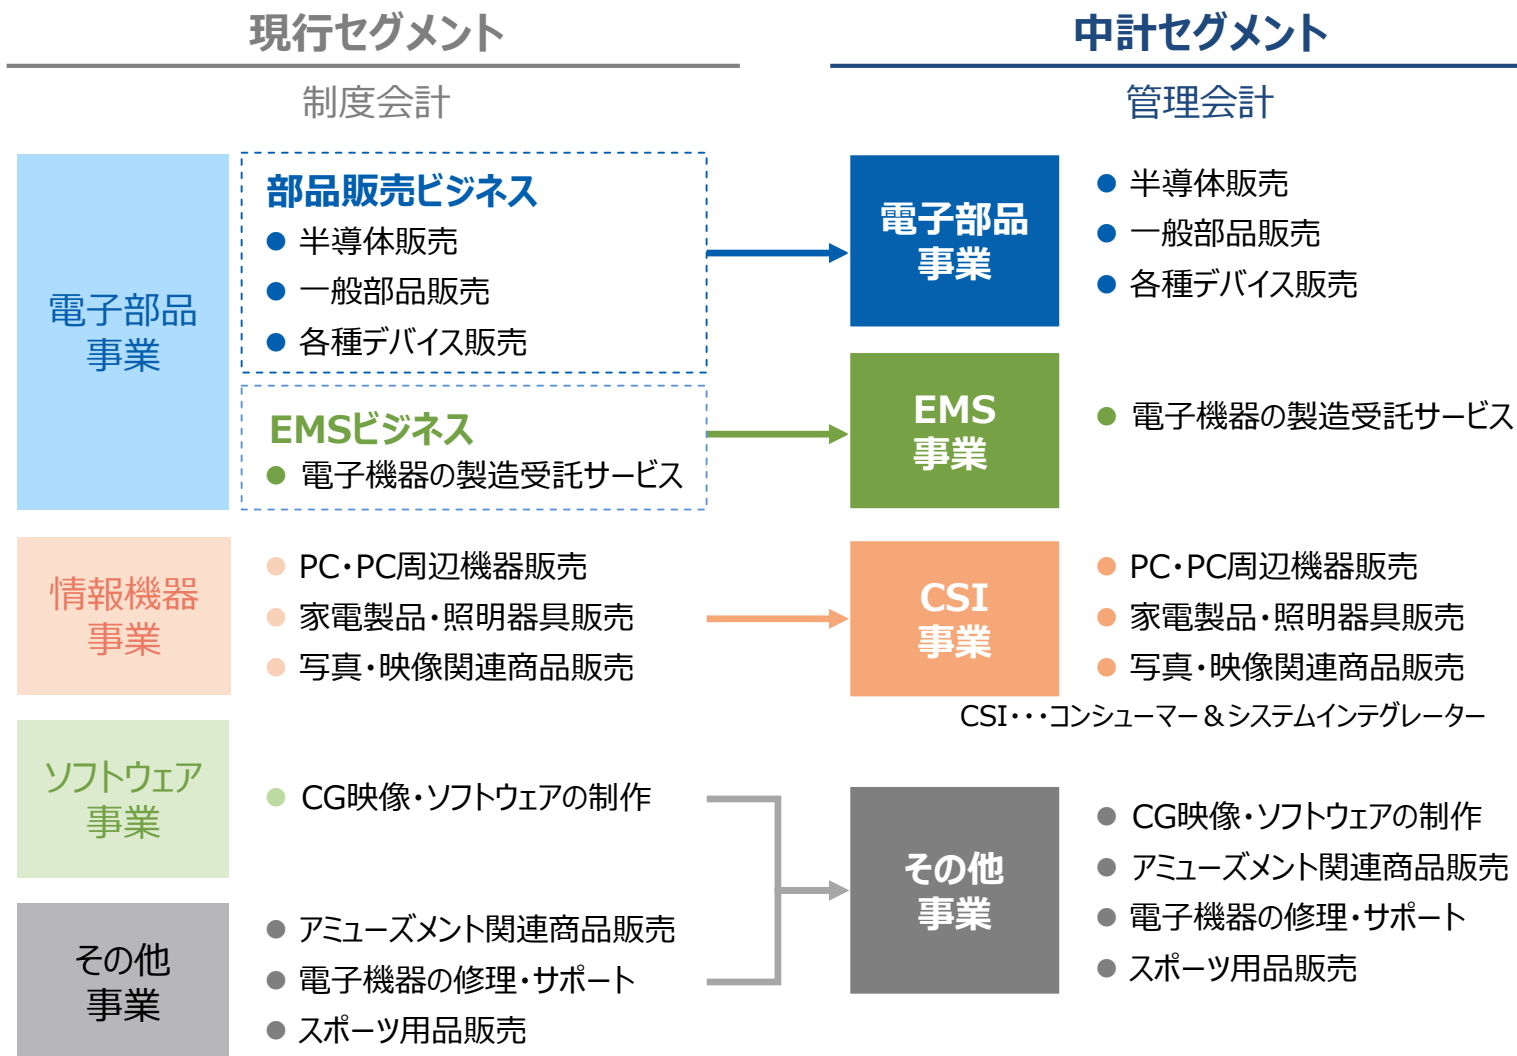 現行セグメント
制度会計
電子部品
事業
部品販売ビジネス
半導体販売
一般部品販売
各種デバイス販売
EMSビジネス
電子機器の製造受託サービス
情報機器
事業
PC・PC周辺機器販売
家電製品・照明器具販売
写真・映像関連商品販売
ソフトウェア
事業
CG映像・ソフトウェアの制作
その他
事業
アミューズメント関連商品販売
電子機器の修理・サポート
スポーツ用品販売
中計セグメント
管理会計
電子部品
事業
半導体販売
一般部品販売
各種デバイス販売
EMS
事業
電子機器の製造受託サービス
CSI
事業
PC・PC周辺機器販売
家電製品・照明器具販売
写真・映像関連商品販売
CSI・・・コンシューマー＆システムインテグレーター
その他
事業
CG映像・ソフトウェアの制作
アミューズメント関連商品販売
電子機器の修理・サポート
スポーツ用品販売